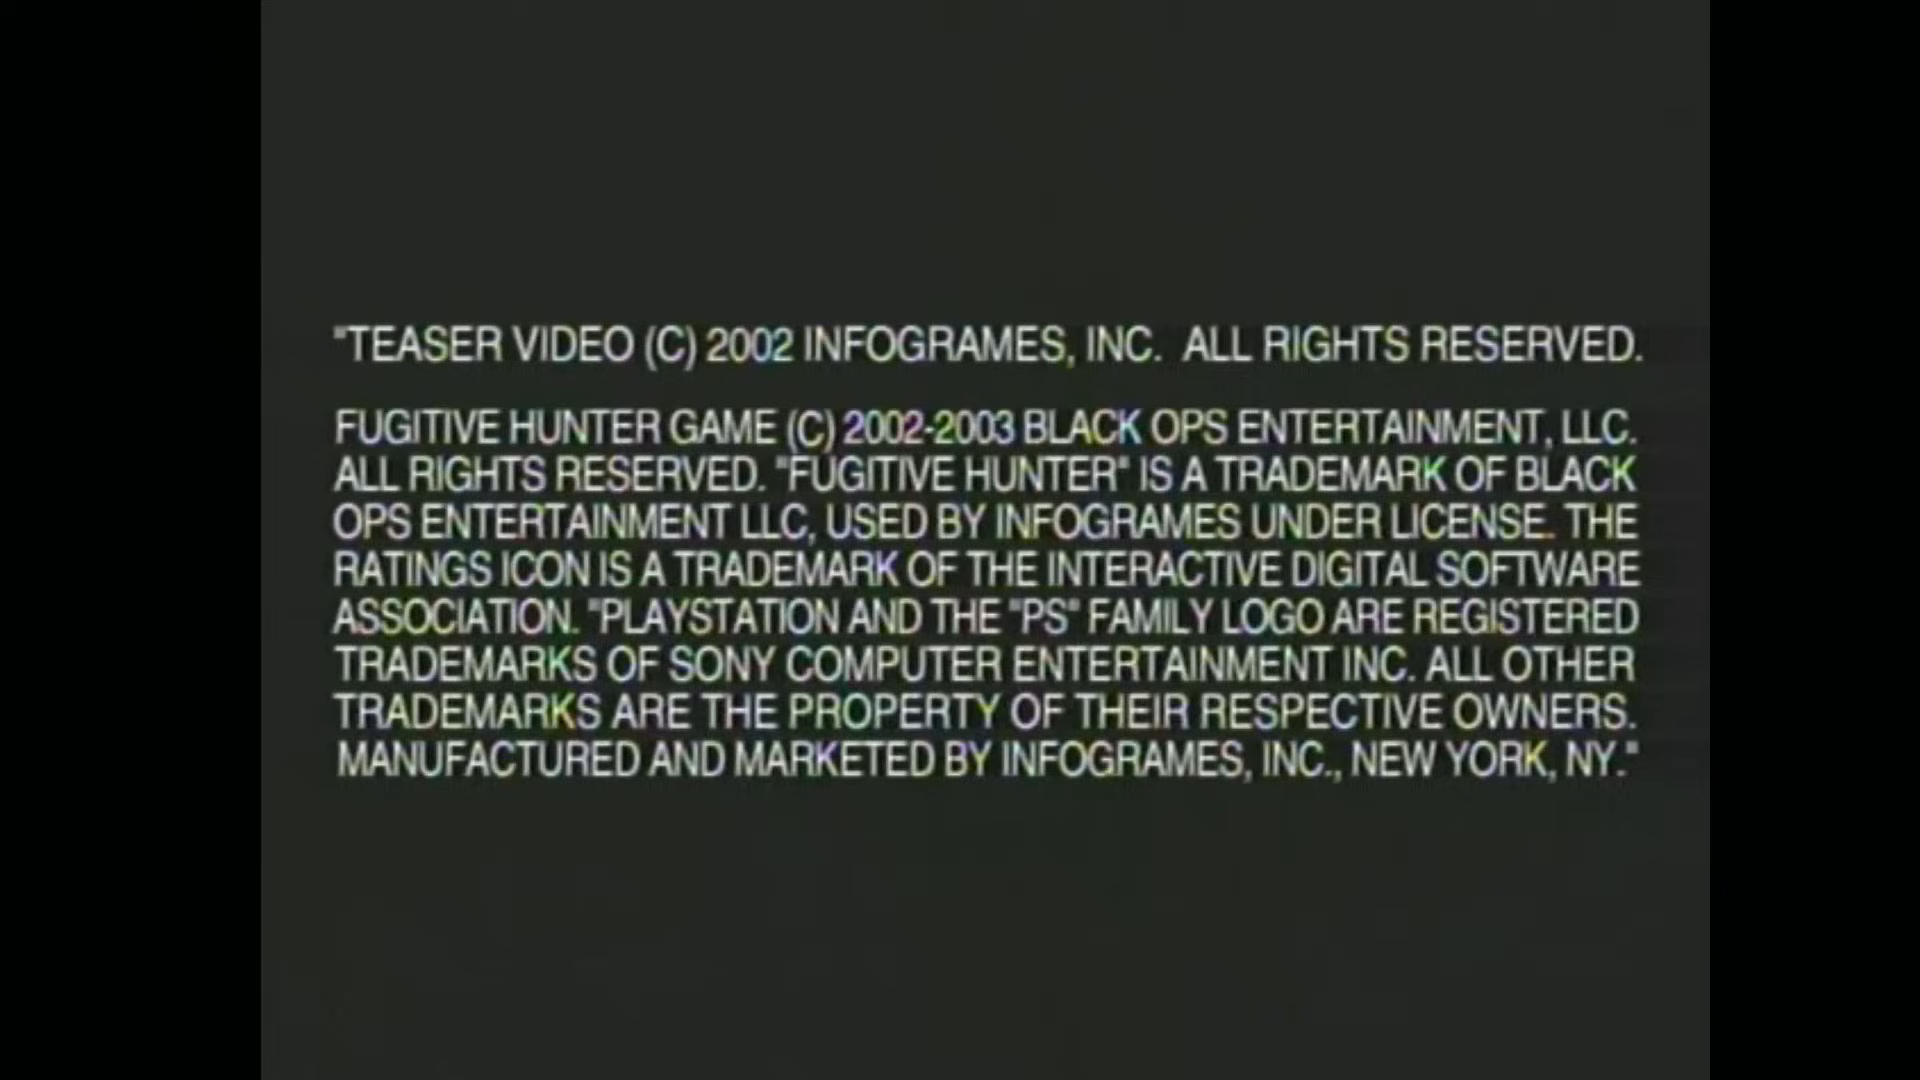 "TEASER VIDEO (C) 2002 INFOGRAMES, INC. ALL RIGHTS RESERVED.
FUGITIVE HUNTER GAME (C) 2002-2003 BLACK OPS ENTERTAINMENT, LLC.
ALL RIGHTS RESERVED. "FUGITIVE HUNTER" IS A TRADEMARK OF BLACK
OPS ENTERTAINMENT LLC, USED BY INFOGRAMES UNDER LICENSE. THE
RATINGS ICON IS A TRADEMARK OF THE INTERACTIVE DIGITAL SOFTWARE
ASSOCIATION. "PLAYSTATION AND THE "PS" FAMILY LOGO ARE REGISTERED
TRADEMARKS OF SONY COMPUTER ENTERTAINMENT INC. ALL OTHER
TRADEMARKS ARE THE PROPERTY OF THEIR RESPECTIVE OWNERS.
MANUFACTURED AND MARKETED BY INFOGRAMES, INC., NEW YORK, NY."